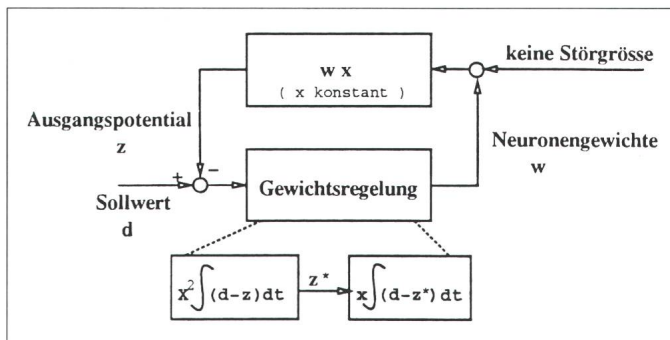 keine Störgrösse
w x
( x konstant )
Ausgangspotential
z
Neuronengewichte
w
+ −
Gewichtsregelung
Sollwert
d
X²∫(d-z)dt
z*
x∫(d-z*)dt